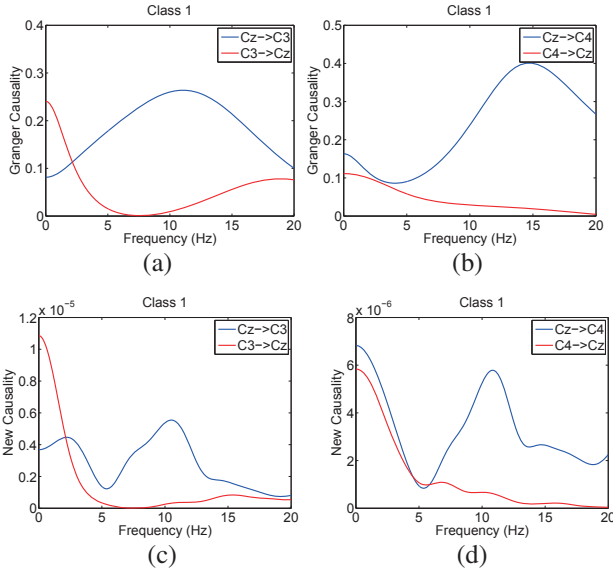 Class 1
Class 1
0.4
0.3
0.2
0.1
0
Granger Causality
Cz->C3
C3->Cz
0 5 10 15 20
Frequency (Hz)
(a)
0.5
0.4
0.3
0.2
0.1
0
Granger Causality
Cz->C4
C4->Cz
0 5 10 15 20
Frequency (Hz)
(b)
x 10-5
Class 1
1.2
1
0.8
0.6
0.4
0.2
0
New Causality
Cz->C3
C3->Cz
0 5 10 15 20
Frequency (Hz)
(c)
x 10-6
Class 1
8
6
4
2
0
New Causality
Cz->C4
C4->Cz
0 5 10 15 20
Frequency (Hz)
(d)